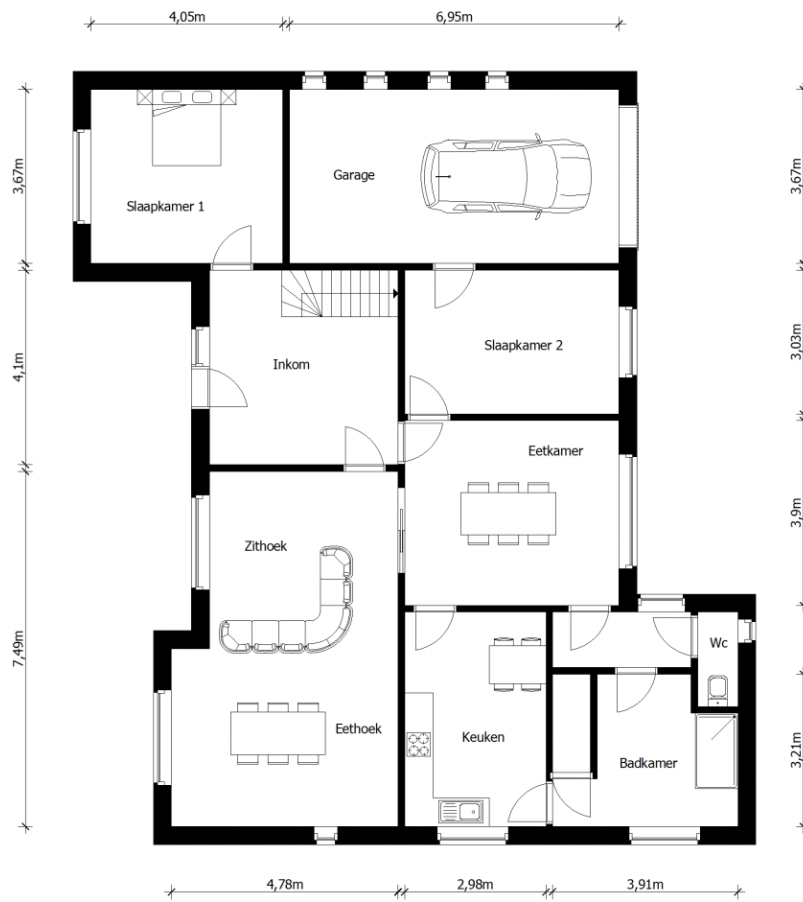 4,05m
6,95m
3,67m
3,67m
Garage
Slaapkamer 1
4,1m
3,03m
Slaapkamer 2
Inkom
Eetkamer
3,9m
Zithoek
7,49m
Wc
Eethoek
Keuken
Badkamer
3,21m
4,78m
2,98m
3,91m